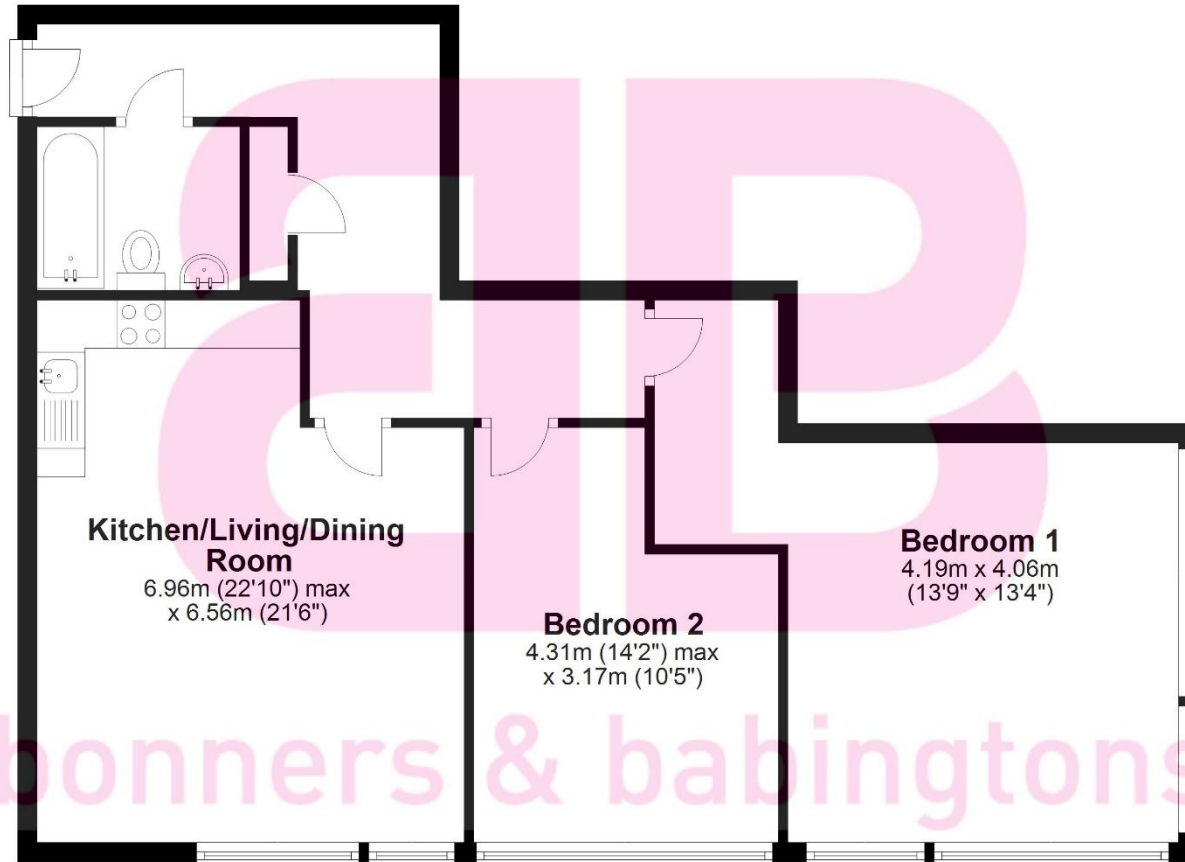 Kitchen/Living/Dining
Room
6.96m (22'10") max
x 6.56m (21'6")
Bedroom 2
4.31m (14'2") max
x 3.17m (10'5")
Bedroom 1
4.19m x 4.06m
(13'9" x 13'4")
bonners & babingtons